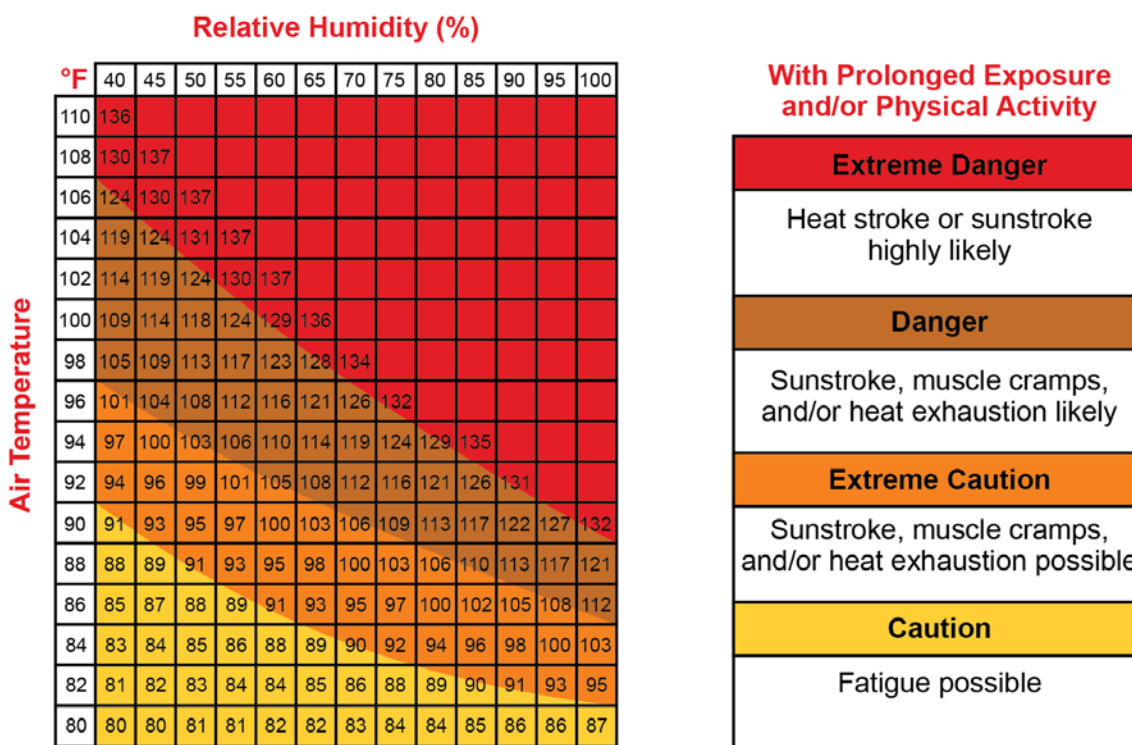 Relative Humidity (%)
°F 40 45 50 55 60 65 70 75 80 85 90 95 100
110 136
108 130 137
106 124 130 137
104 119 124 131 137
102 114 119 124 130 137
100 109 114 118 124 129 136
98 105 109 113 117 123 128 134
96 101 104 108 112 116 121 126 132
94 97 100 103 106 110 114 119 124 129 135
92 94 96 99 101 105 108 112 116 121 126 131
90 91 93 95 97 100 103 106 109 113 117 122 127 132
88 88 89 91 93 95 98 100 103 106 110 113 117 121
86 85 87 88 89 91 93 95 97 100 102 105 108 112
84 83 84 85 86 88 89 90 92 94 96 98 100 103
82 81 82 83 84 84 85 86 88 89 90 91 93 95
80 80 80 81 81 82 82 83 84 84 85 86 86 87
Air Temperature
With Prolonged Exposure
and/or Physical Activity
Extreme Danger
Heat stroke or sunstroke
highly likely
Danger
Sunstroke, muscle cramps,
and/or heat exhaustion likely
Extreme Caution
Sunstroke, muscle cramps,
and/or heat exhaustion possible
Caution
Fatigue possible